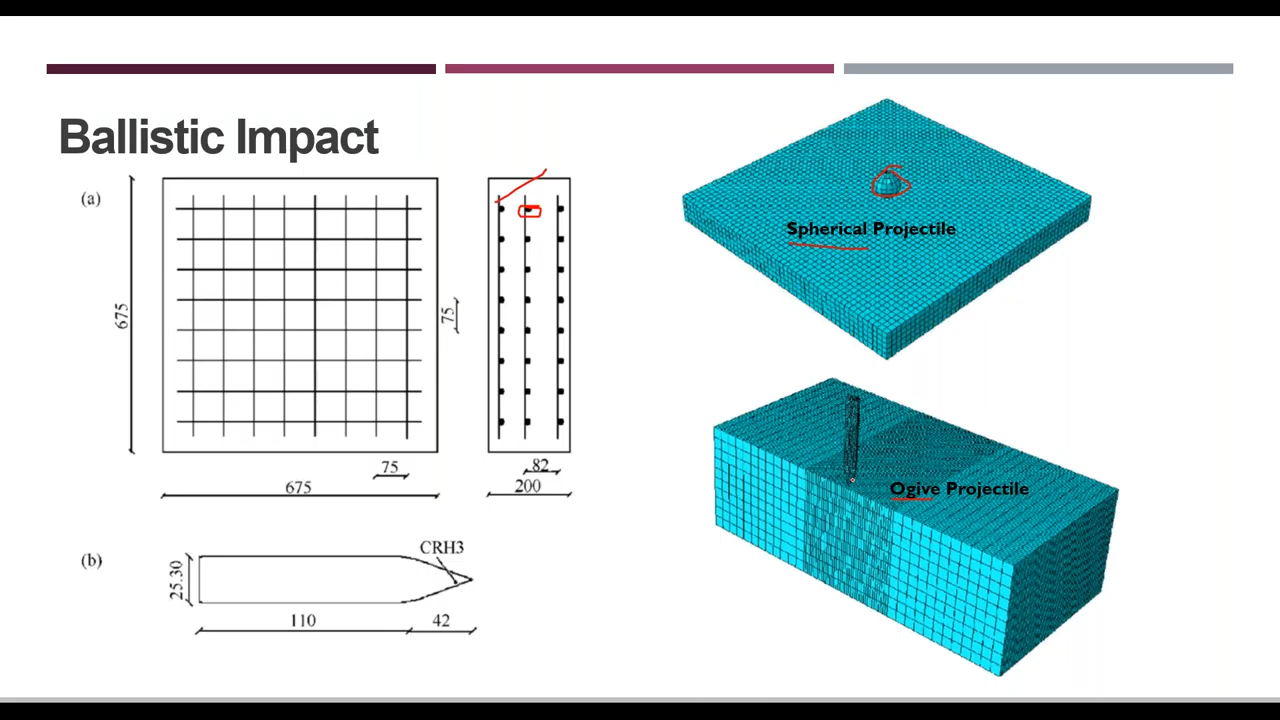 Ballistic Impact
(a)
675
75
75
675
82
200
(b)
25.30
CRH3
110
42
Spherical Projectile
Ogive Projectile